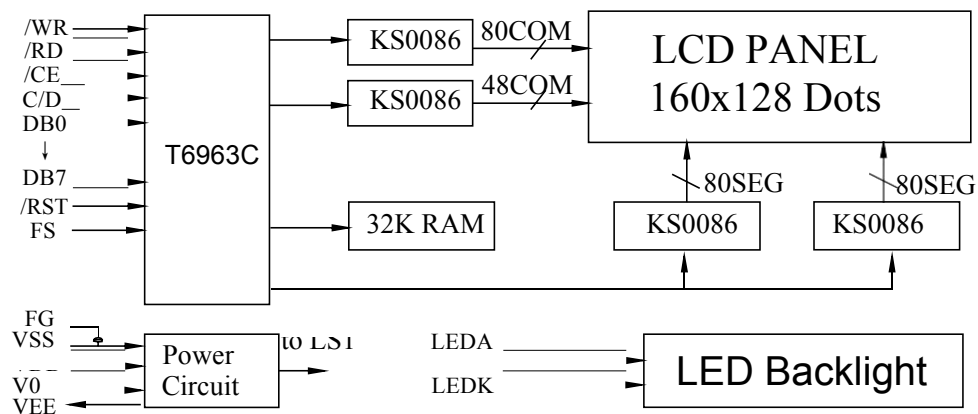 /WR
/RD
/CE
C/D
DB0
DB7
/RST
FS
T6963C
KS0086
80COM
KS0086
48COM
LCD PANEL
160x128 Dots
80SEG
80SEG
32K RAM
KS0086
KS0086
FG
VSS
V0
VEE
Power
Circuit
to
LEDA
LEDK
LED Backlight